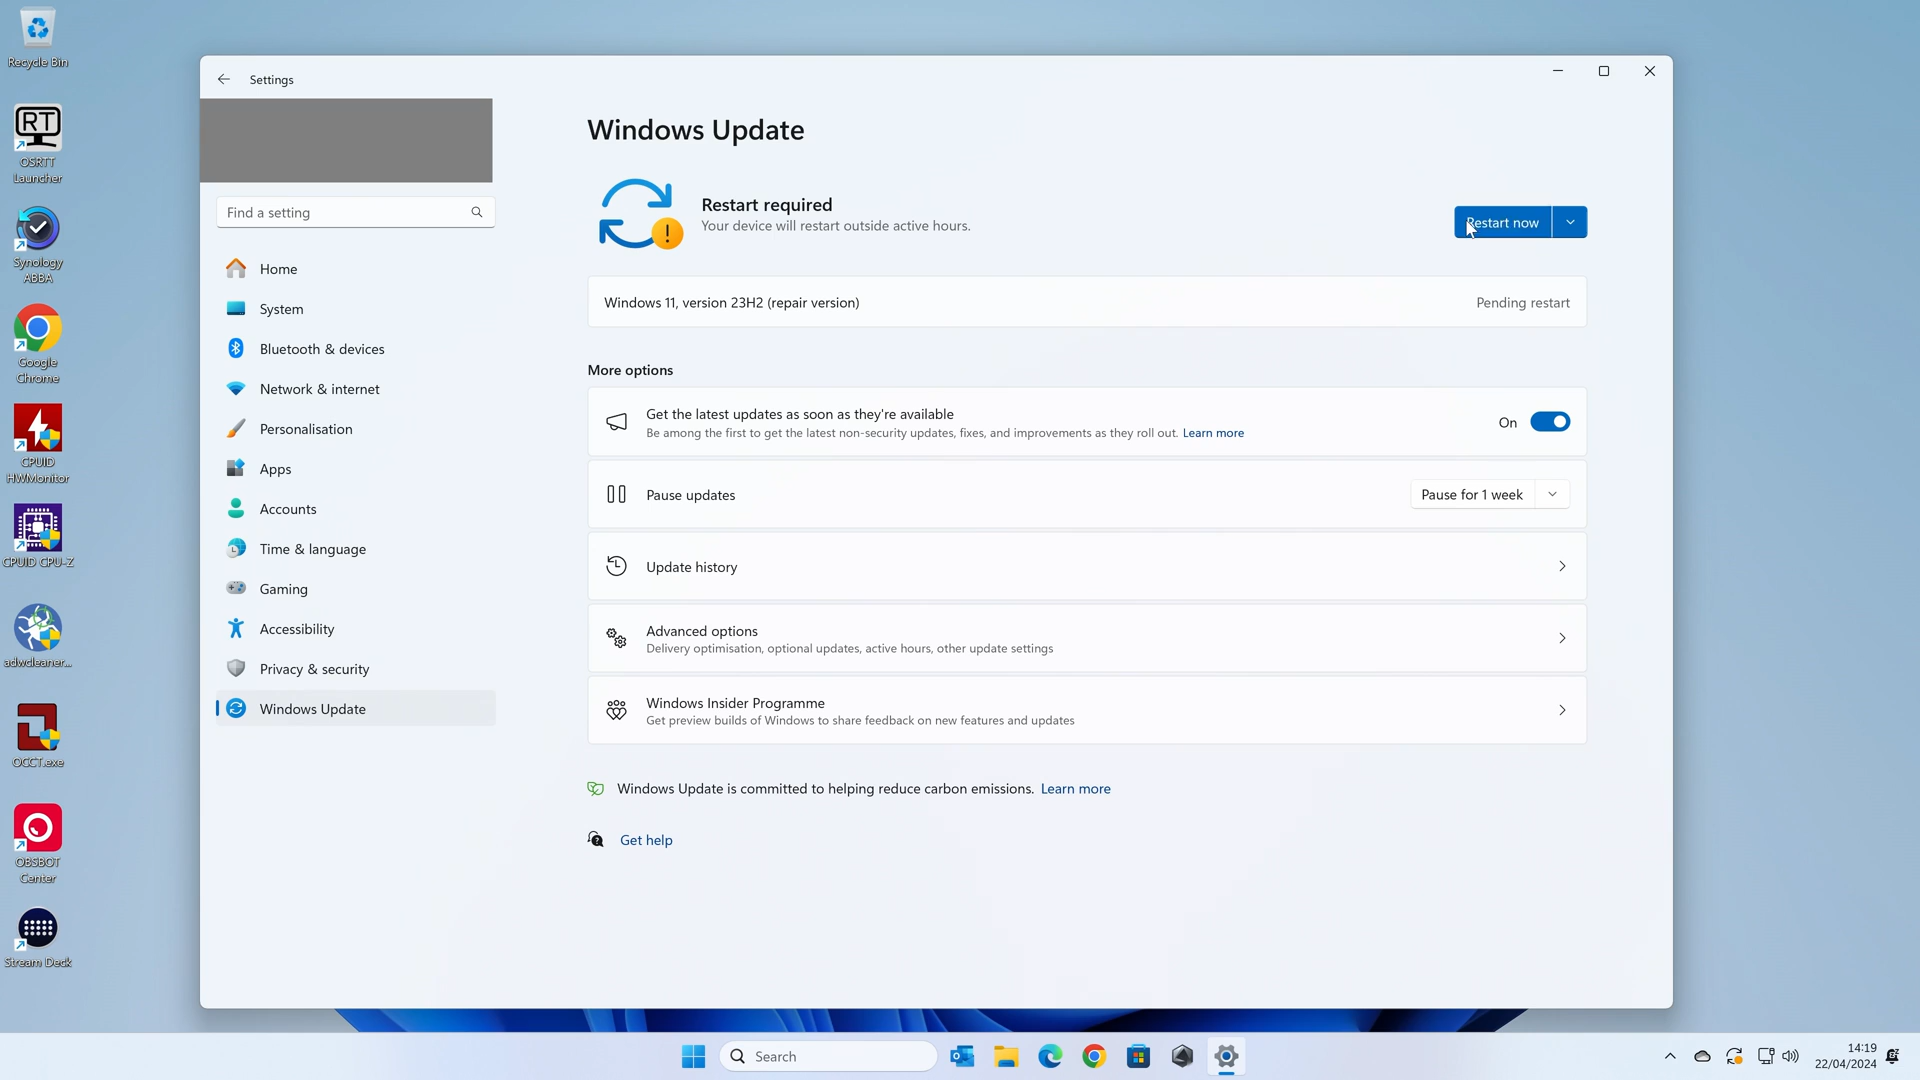 Recycle Bin
RT
OSRTT
Launcher
Synology
ABBA
Google
Chrome
CPUID
HWMonitor
CPUID CPU-Z
adwcleaner...
OCCT.exe
OBSBOT
Center
Stream Deck
Settings
Find a setting
Home
System
Bluetooth & devices
Network & internet
Personalisation
Apps
Accounts
Time & language
Gaming
Accessibility
Privacy & security
Windows Update
Windows Update
Restart required
Your device will restart outside active hours.
Restart now
Windows 11, version 23H2 (repair version)
Pending restart
More options
Get the latest updates as soon as they're available
Be among the first to get the latest non-security updates, fixes, and improvements as they roll out. Learn more
On
Pause updates
Pause for 1 week
Update history
Advanced options
Delivery optimisation, optional updates, active hours, other update settings
Windows Insider Programme
Get preview builds of Windows to share feedback on new features and updates
Windows Update is committed to helping reduce carbon emissions. Learn more
Get help
Search
14:19
22/04/2024